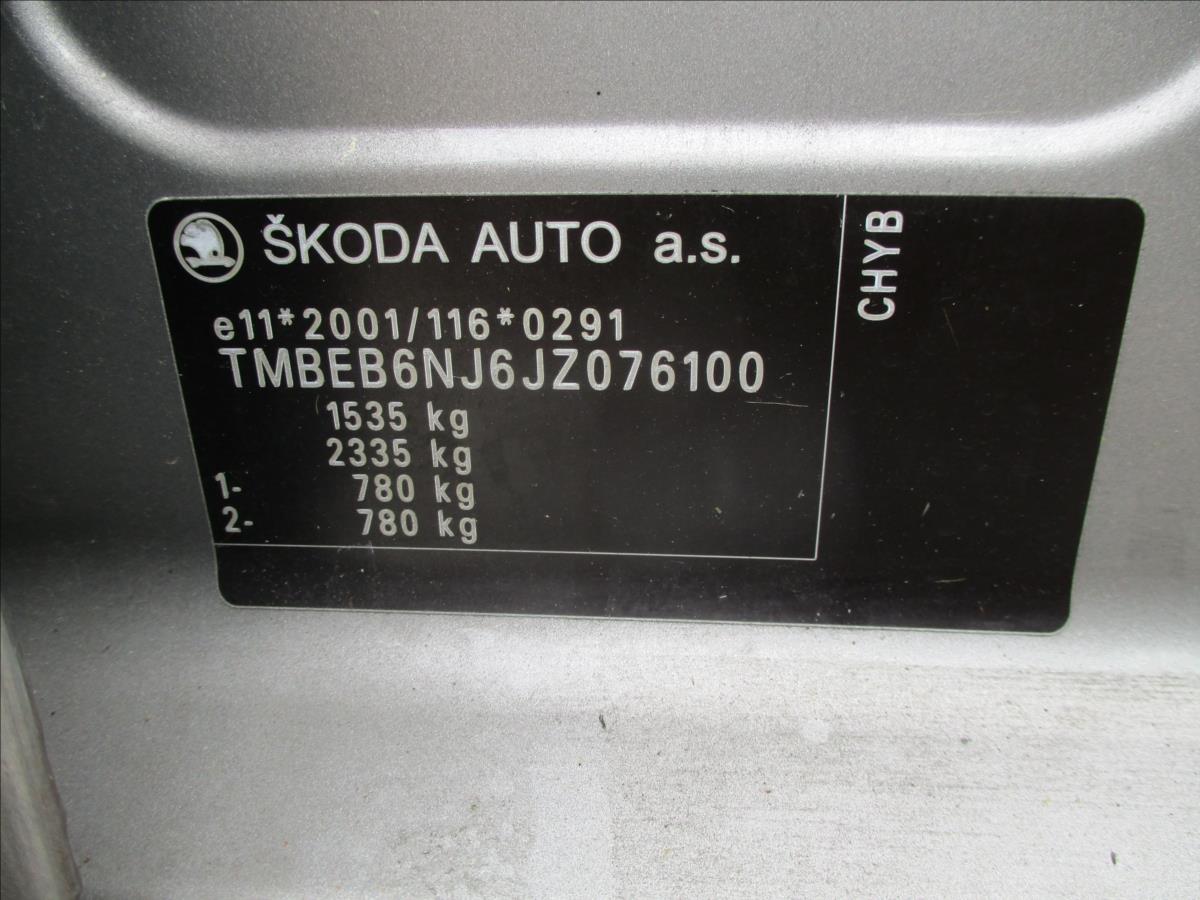 ŠKODA AUTO a.s.
e11*2001/116*0291
TMBEB6NJ6JZ076100
1535 kg
2335 kg
1- 780 kg
2- 780 kg
CHYB